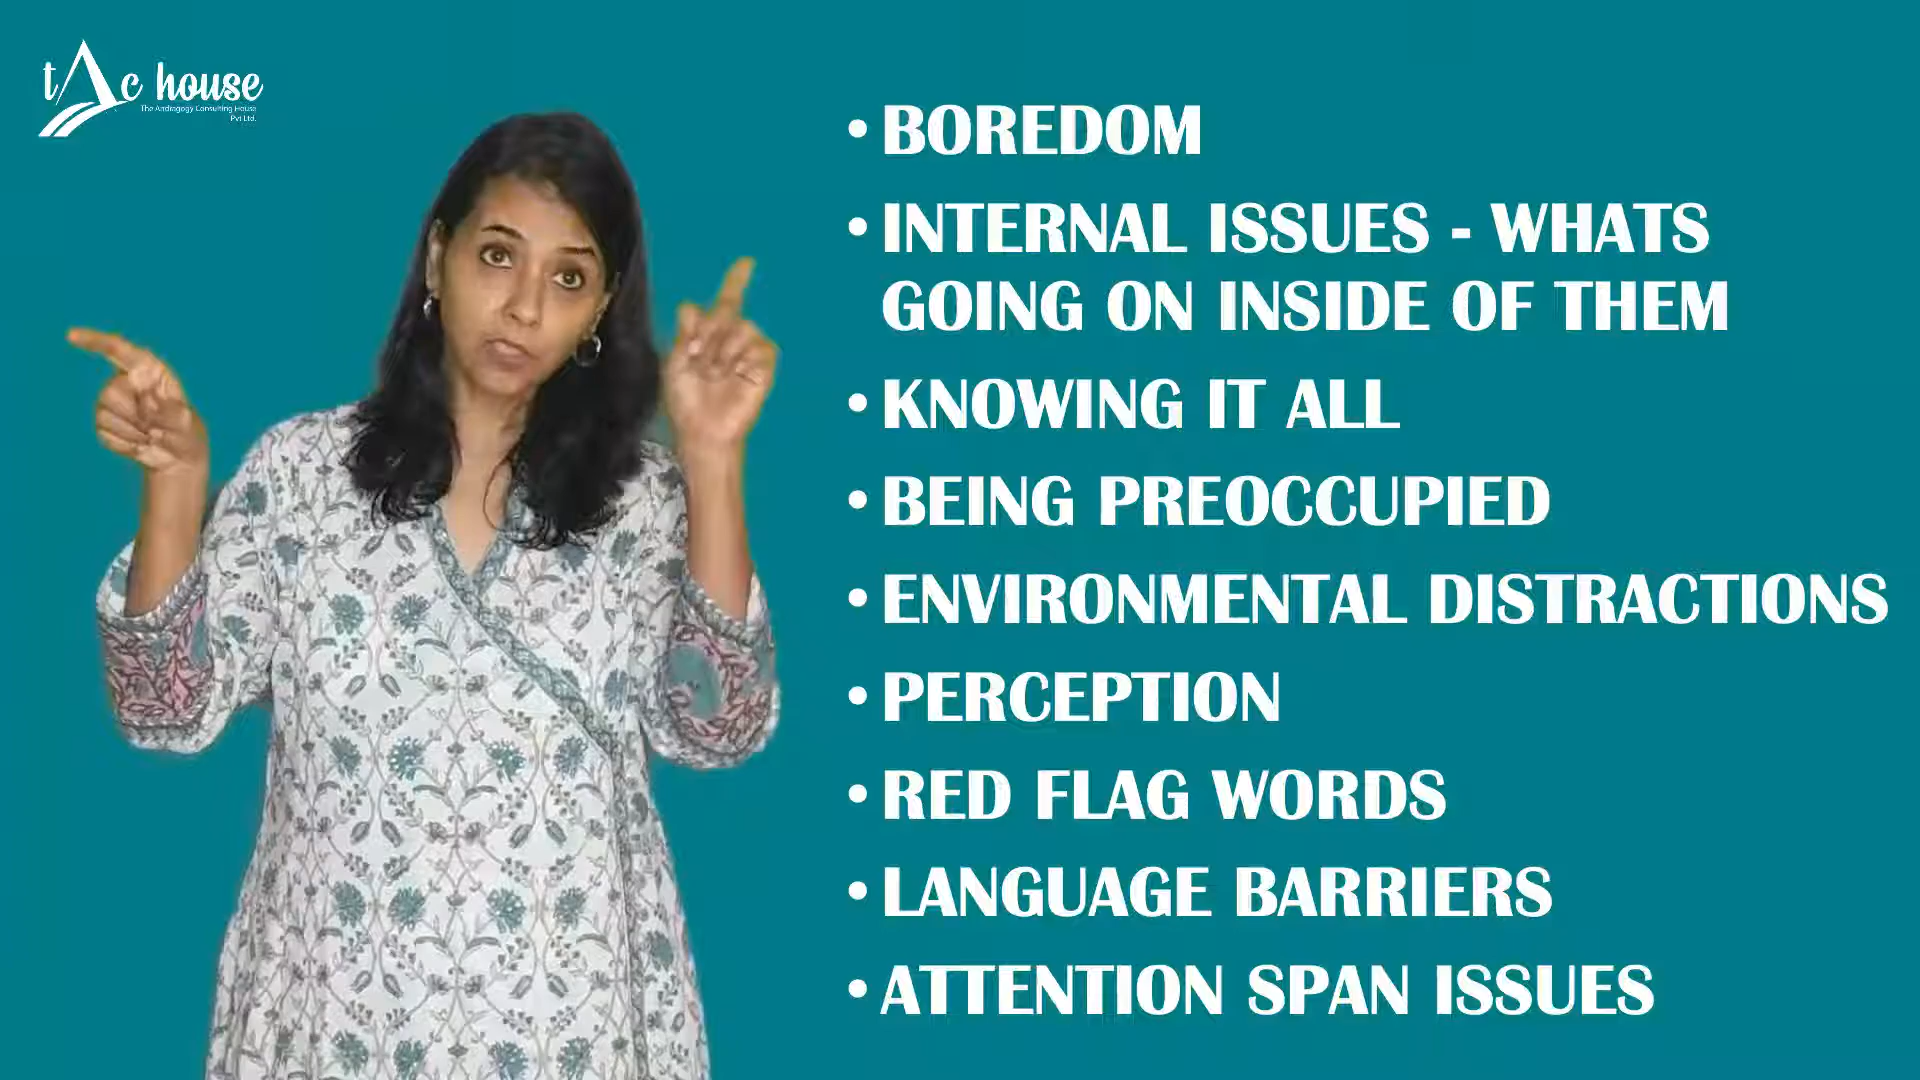 tAc house
The Andragogy Consulting House
Pvt Ltd.
• BOREDOM
• INTERNAL ISSUES - WHATS
GOING ON INSIDE OF THEM
• KNOWING IT ALL
• BEING PREOCCUPIED
• ENVIRONMENTAL DISTRACTIONS
• PERCEPTION
• RED FLAG WORDS
• LANGUAGE BARRIERS
• ATTENTION SPAN ISSUES